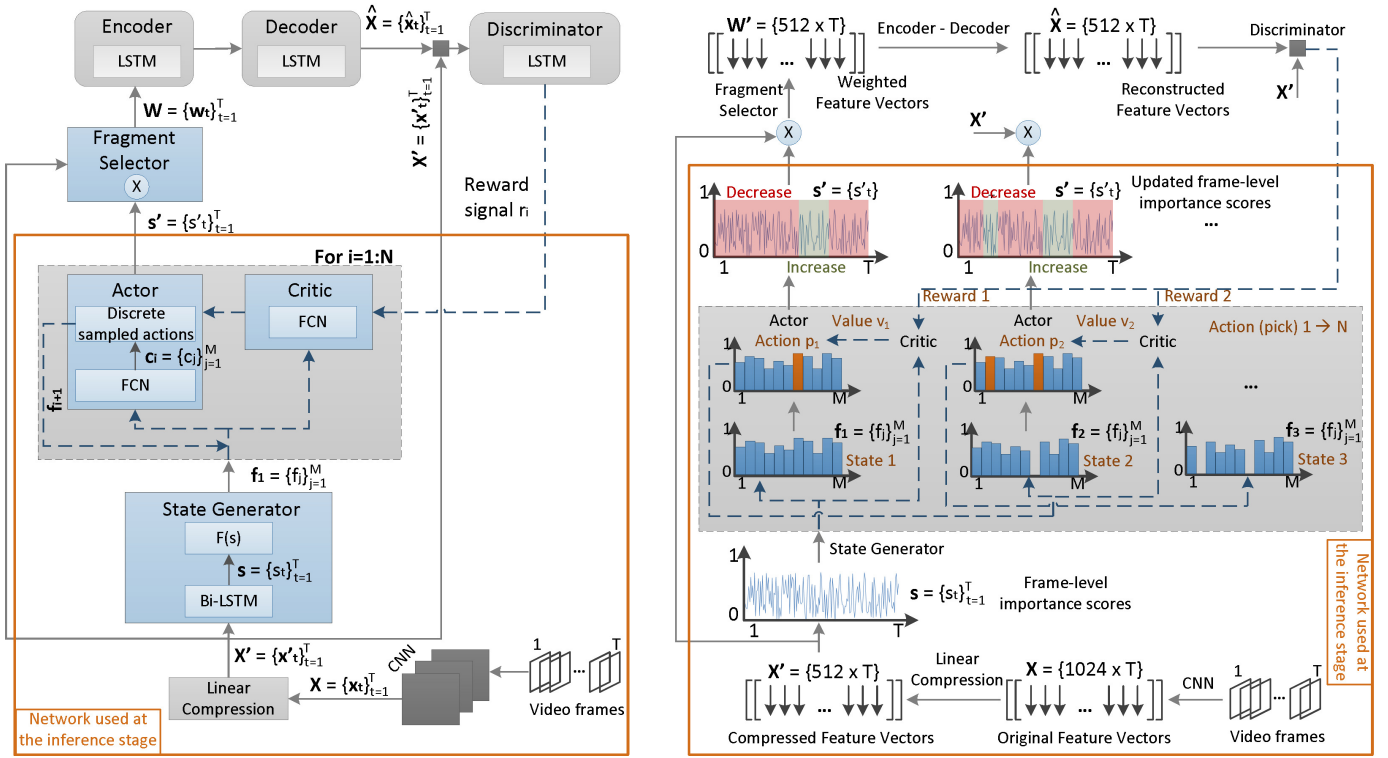 Encoder
LSTM
Decoder
LSTM
X̂ = {x̂t}ᵀt=1
Discriminator
LSTM
W = {wt}ᵀt=1
X' = {x't}ᵀt=1
Fragment
Selector
X
Reward
signal ri
s' = {s't}ᵀt=1
For i=1:N
Actor
Discrete
sampled actions
ci = {cj}ᴹj=1
FCN
Critic
FCN
fi+1
f1 = {fj}ᴹj=1
State Generator
F(s)
s = {st}ᵀt=1
Bi-LSTM
X' = {x't}ᵀt=1
Linear
Compression
X = {xt}ᵀt=1
CNN
1
T
...
Video frames
Network used at
the inference stage
W' = {512 x T}
[[ ... ]]
Encoder - Decoder
X̂ = {512 x T}
[[ ... ]]
Discriminator
Fragment
Selector
Weighted
Feature Vectors
Reconstructed
Feature Vectors
X'
X
X'
X
1
Decrease
s' = {s't}
0
1
Increase
T
1
Decrease
s' = {s't}
0
1
Increase
T
Updated frame-level
importance scores
...
Reward 1
Reward 2
Actor
Action p1
Value v1
Critic
1
0
1
M
Actor
Action p2
Value v2
Critic
1
0
1
M
Action (pick) 1 → N
...
1
0
1
M
f1 = {fj}ᴹj=1
State 1
1
0
1
M
f2 = {fj}ᴹj=1
State 2
1
0
1
M
f3 = {fj}ᴹj=1
State 3
State Generator
1
0
1
T
s = {st}ᵀt=1
Frame-level
importance scores
Network used at
the inference stage
X' = {512 x T}
[[ ... ]]
Compressed Feature Vectors
Linear
Compression
X = {1024 x T}
[[ ... ]]
Original Feature Vectors
CNN
1
T
...
Video frames